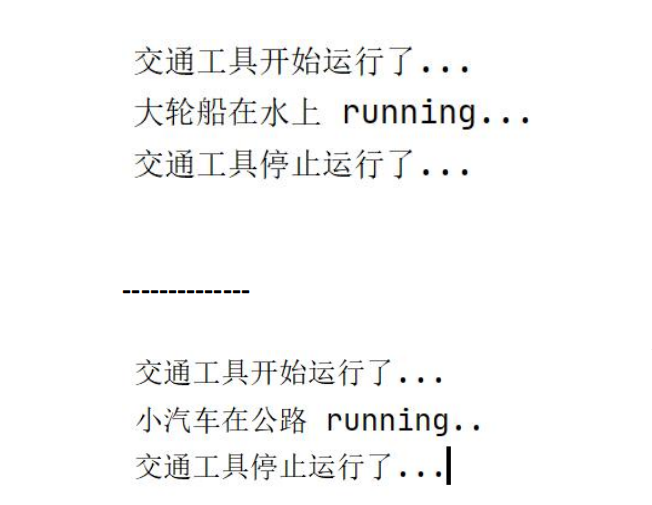 交通工具开始运行了...
大轮船在水上 running...
交通工具停止运行了...
--------------
交通工具开始运行了...
小汽车在公路 running..
交通工具停止运行了...